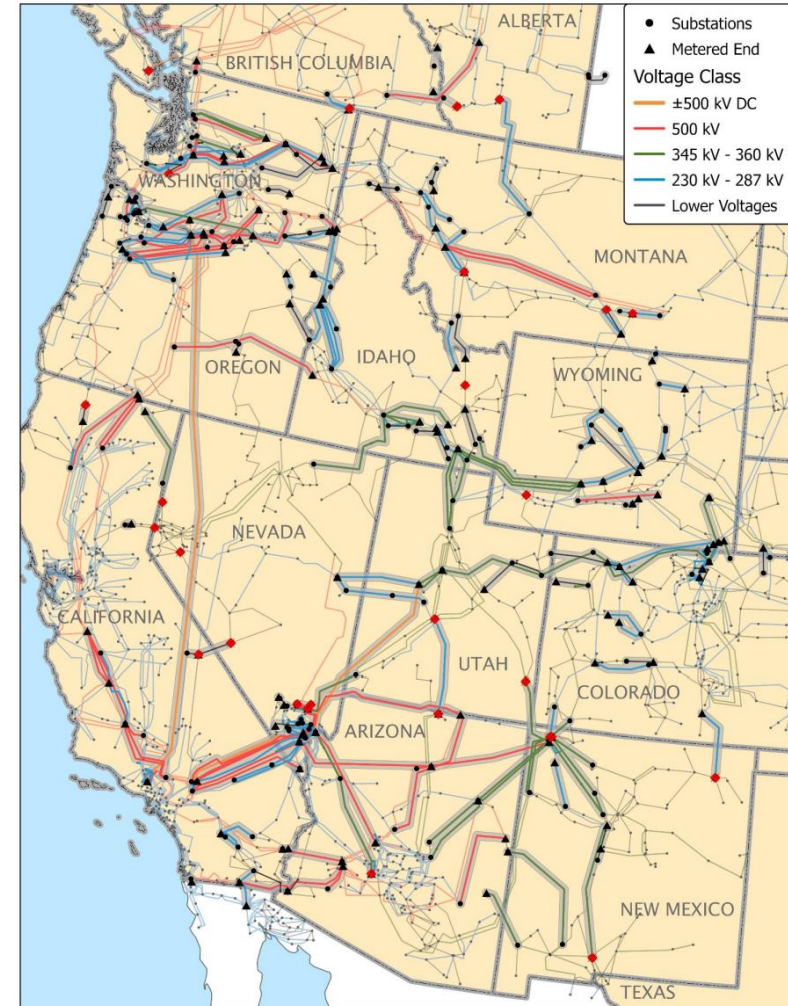 ALBERTA
BRITISH COLUMBIA
Substations
Metered End
Voltage Class
±500 kV DC
500 kV
345 kV - 360 kV
230 kV - 287 kV
Lower Voltages
WASHINGTON
MONTANA
OREGON
IDAHO
WYOMING
NEVADA
CALIFORNIA
UTAH
COLORADO
ARIZONA
NEW MEXICO
TEXAS